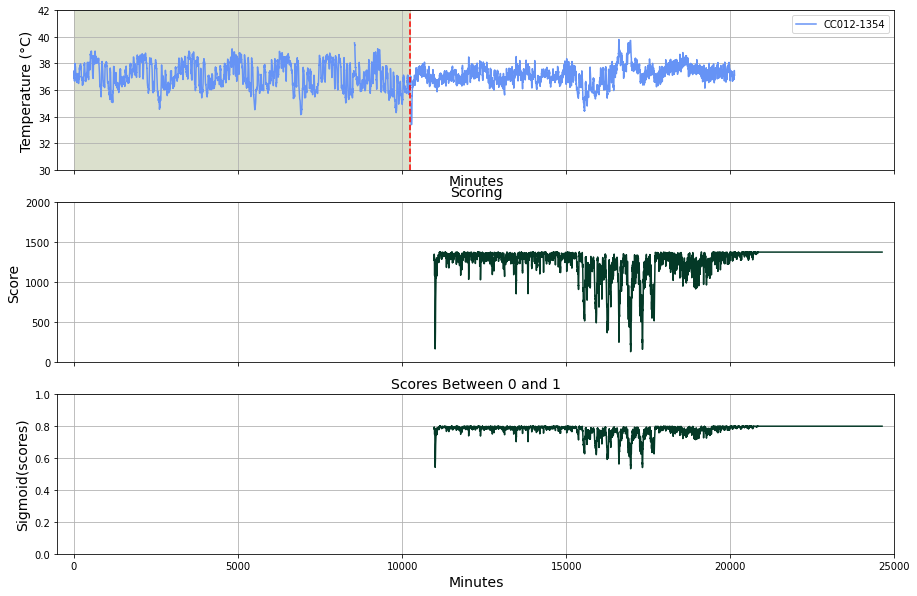 42
40
38
36
34
32
30
Temperature (°C)
CC012-1354
Minutes
Scoring
2000
1500
1000
500
0
Score
Scores Between 0 and 1
1.0
0.8
0.6
0.4
0.2
0.0
Sigmoid(scores)
0 5000 10000 15000 20000 25000
Minutes